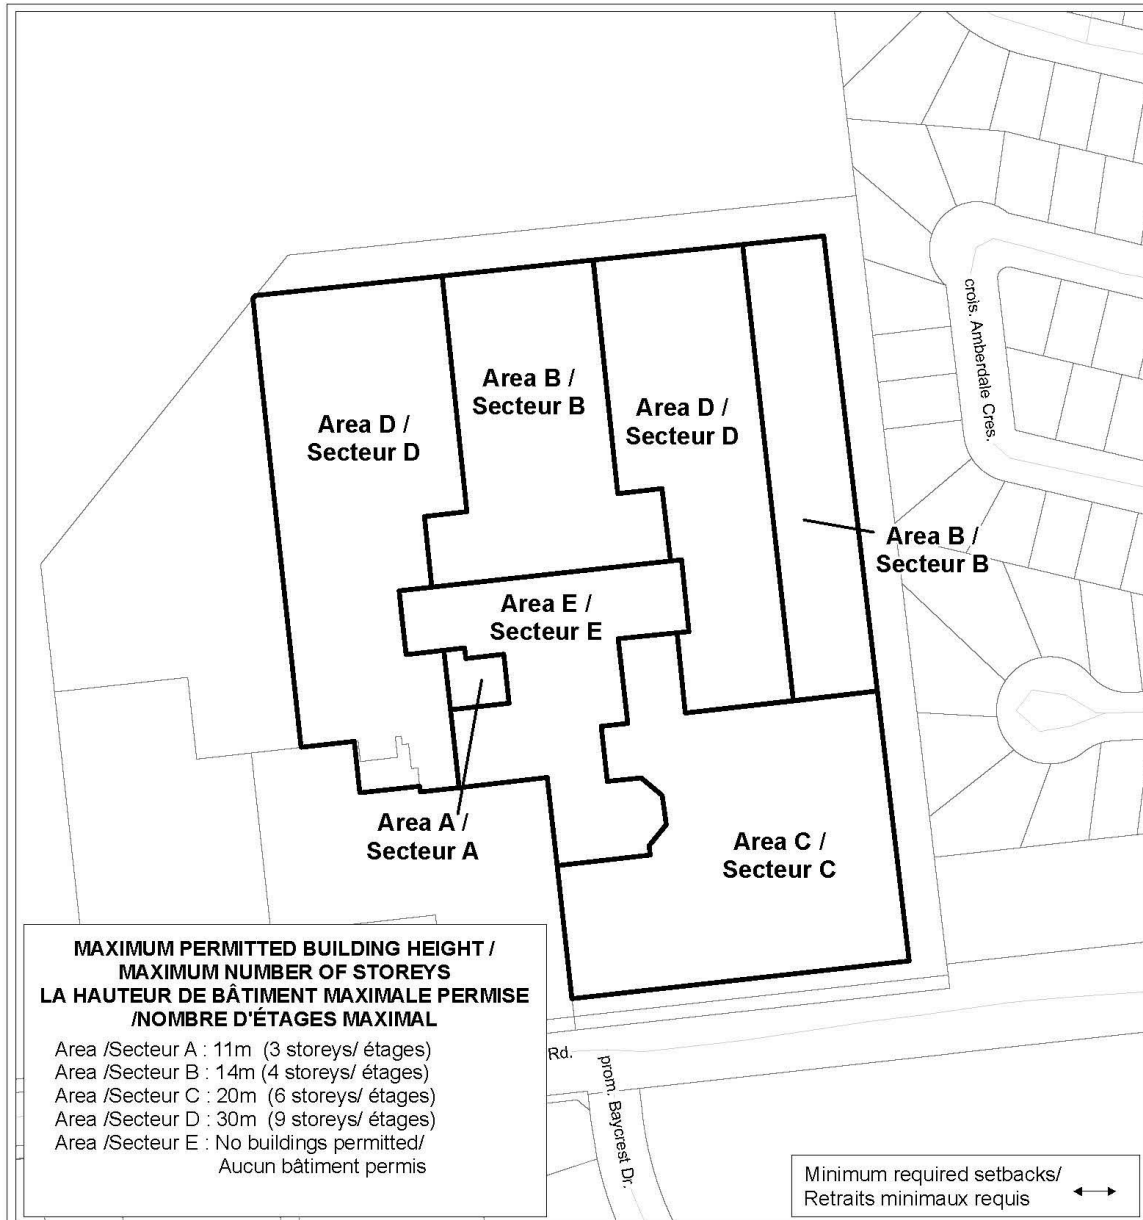 crois. Amberdale Cres.
Area B /
Secteur B
Area D /
Secteur D
Area D /
Secteur D
Area B /
Secteur B
Area E /
Secteur E
Area A /
Secteur A
Area C /
Secteur C
MAXIMUM PERMITTED BUILDING HEIGHT /
MAXIMUM NUMBER OF STOREYS
LA HAUTEUR DE BÂTIMENT MAXIMALE PERMISE
/NOMBRE D'ÉTAGES MAXIMAL
Area /Secteur A : 11m (3 storeys/ étages)
Area /Secteur B : 14m (4 storeys/ étages)
Area /Secteur C : 20m (6 storeys/ étages)
Area /Secteur D : 30m (9 storeys/ étages)
Area /Secteur E : No buildings permitted/
Aucun bâtiment permis
Rd.
prom. Baycrest Dr.
Minimum required setbacks/
Retraits minimaux requis